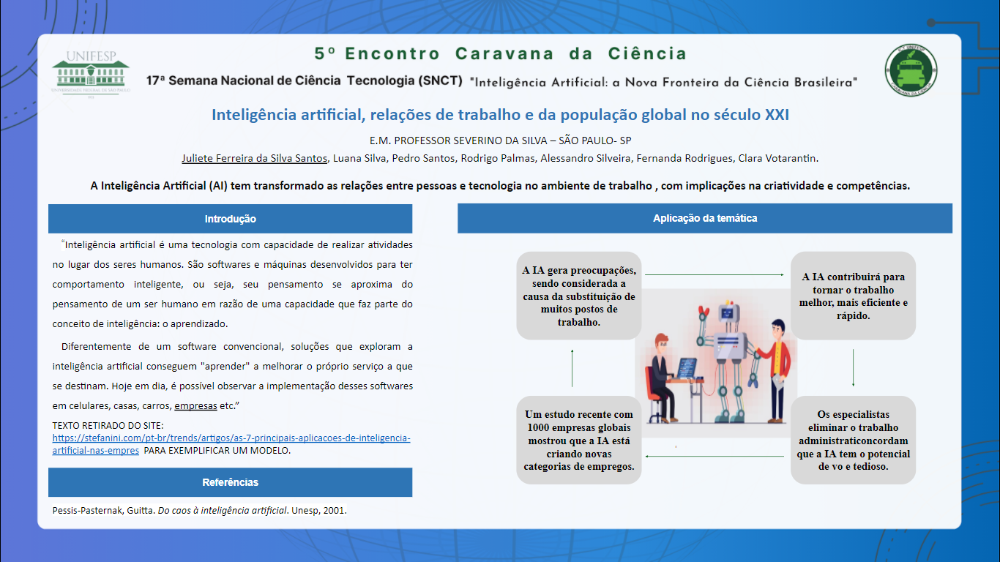 UNIFESP
UNIVERSIDADE FEDERAL DE SÃO PAULO
5º Encontro Caravana da Ciência
17ª Semana Nacional de Ciência Tecnologia (SNCT) "Inteligência Artificial: a Nova Fronteira da Ciência Brasileira"
ICT UNIFESP
CARAVANA DA CIÊNCIA
Inteligência artificial, relações de trabalho e da população global no século XXI
E.M. PROFESSOR SEVERINO DA SILVA – SÃO PAULO- SP
Juliete Ferreira da Silva Santos, Luana Silva, Pedro Santos, Rodrigo Palmas, Alessandro Silveira, Fernanda Rodrigues, Clara Votarantin.
A Inteligência Artificial (AI) tem transformado as relações entre pessoas e tecnologia no ambiente de trabalho , com implicações na criatividade e competências.
Introdução
“Inteligência artificial é uma tecnologia com capacidade de realizar atividades
no lugar dos seres humanos. São softwares e máquinas desenvolvidos para ter
comportamento inteligente, ou seja, seu pensamento se aproxima do
pensamento de um ser humano em razão de uma capacidade que faz parte do
conceito de inteligência: o aprendizado.
Diferentemente de um software convencional, soluções que exploram a
inteligência artificial conseguem "aprender" a melhorar o próprio serviço a que
se destinam. Hoje em dia, é possível observar a implementação desses softwares
em celulares, casas, carros, empresas etc.”
TEXTO RETIRADO DO SITE:
https://stefanini.com/pt-br/trends/artigos/as-7-principais-aplicacoes-de-inteligencia-
artificial-nas-empres PARA EXEMPLIFICAR UM MODELO.
Referências
Pessis-Pasternak, Guitta. Do caos à inteligência artificial. Unesp, 2001.
Aplicação da temática
A IA gera preocupações,
sendo considerada a
causa da substituição de
muitos postos de
trabalho.
A IA contribuirá para
tornar o trabalho
melhor, mais eficiente e
rápido.
Um estudo recente com
1000 empresas globais
mostrou que a IA está
criando novas
categorias de empregos.
Os especialistas
eliminar o trabalho
administraticoncordam
que a IA tem o potencial
de vo e tedioso.